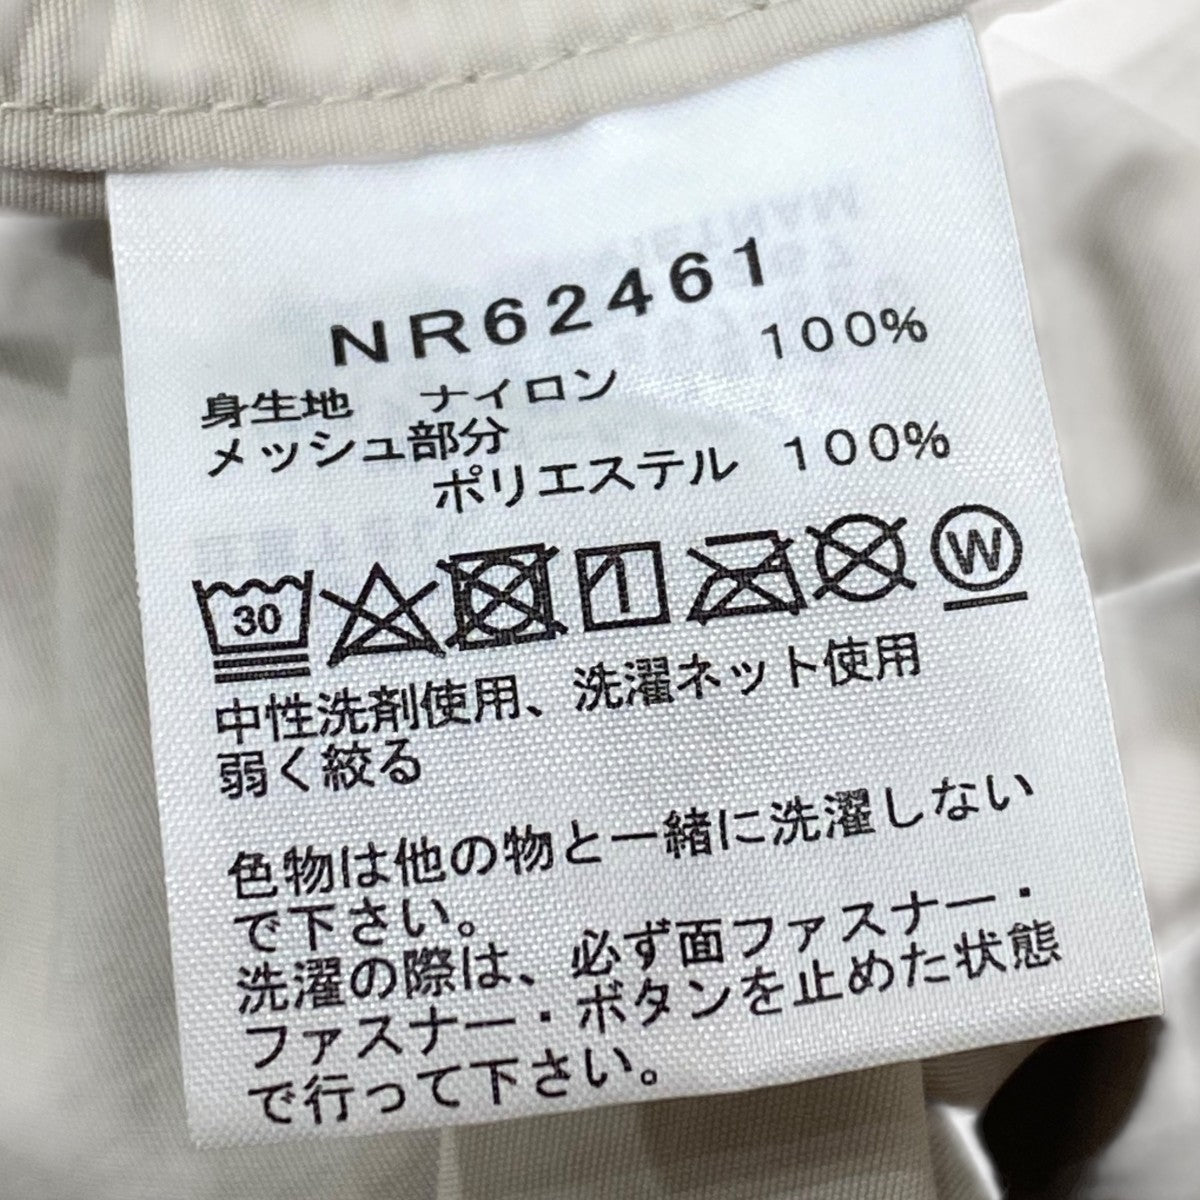 NR62461
身生地 ナイロン 100%
メッシュ部分
ポリエステル 100%
30 W
中性洗剤使用、洗濯ネット使用
弱く絞る
色物は他の物と一緒に洗濯しない
で下さい。
洗濯の際は、必ず面ファスナー・
ファスナー・ボタンを止めた状態
で行って下さい。